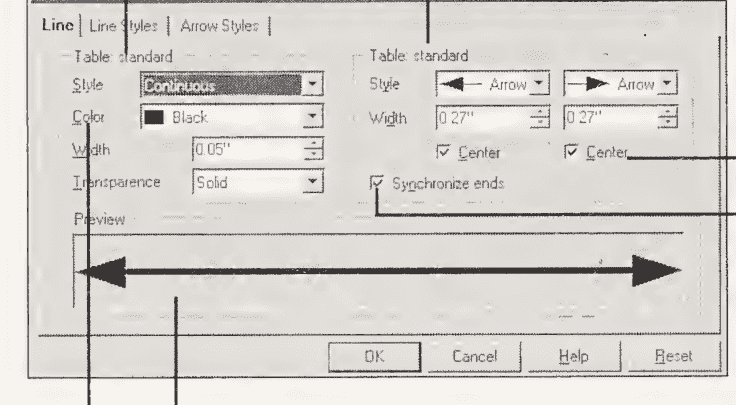 Line | Line Styles | Arrow Styles |
Table: standard
Style Continuous
Color Black
Width 0.05"
Transparence Solid
Table: standard
Style Arrow Arrow
Width 0.27" 0.27"
Center Center
Synchronize ends
Preview
OK Cancel Help Reset